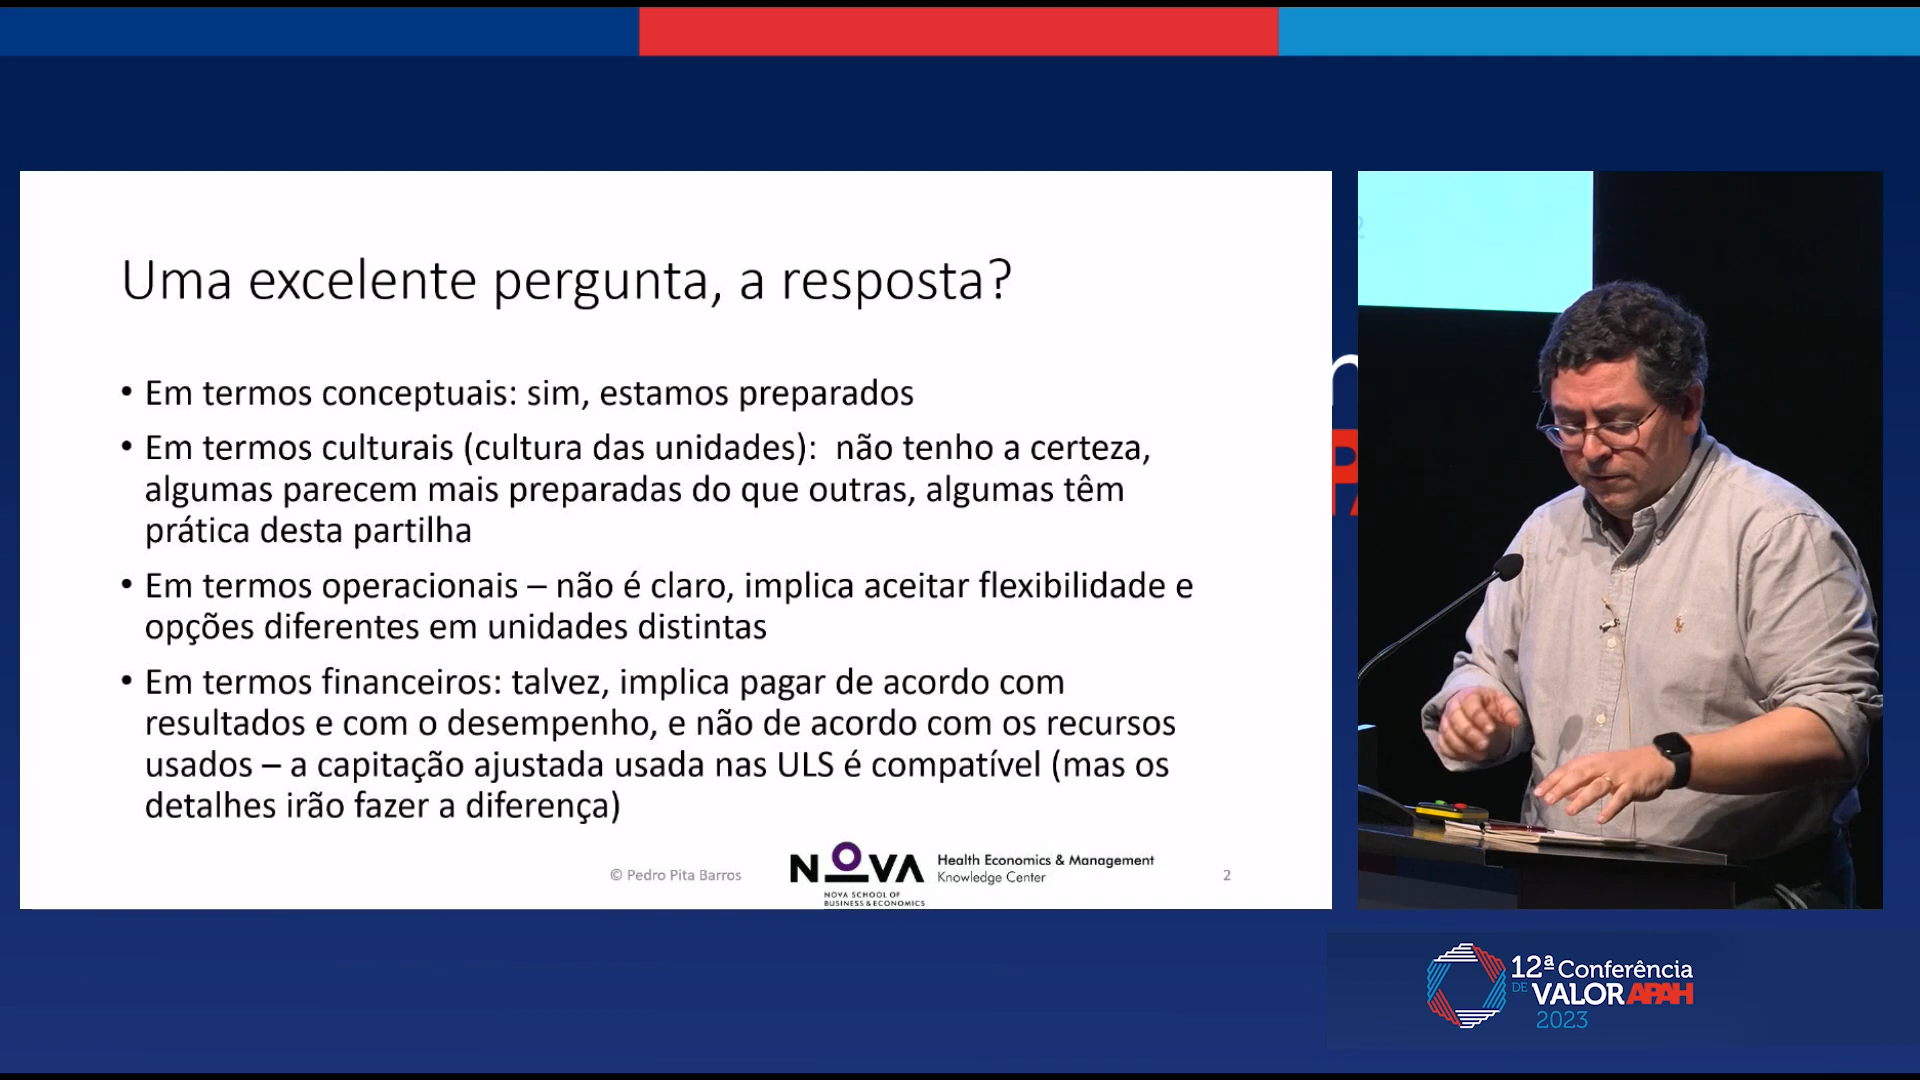 Uma excelente pergunta, a resposta?
• Em termos conceptuais: sim, estamos preparados
• Em termos culturais (cultura das unidades): não tenho a certeza,
algumas parecem mais preparadas do que outras, algumas têm
prática desta partilha
• Em termos operacionais – não é claro, implica aceitar flexibilidade e
opções diferentes em unidades distintas
• Em termos financeiros: talvez, implica pagar de acordo com
resultados e com o desempenho, e não de acordo com os recursos
usados – a capitação ajustada usada nas ULS é compatível (mas os
detalhes irão fazer a diferença)
© Pedro Pita Barros
NOVA
NOVA SCHOOL OF
BUSINESS & ECONOMICS
Health Economics & Management
Knowledge Center
2
12ª Conferência
DE VALOR APAH
2023